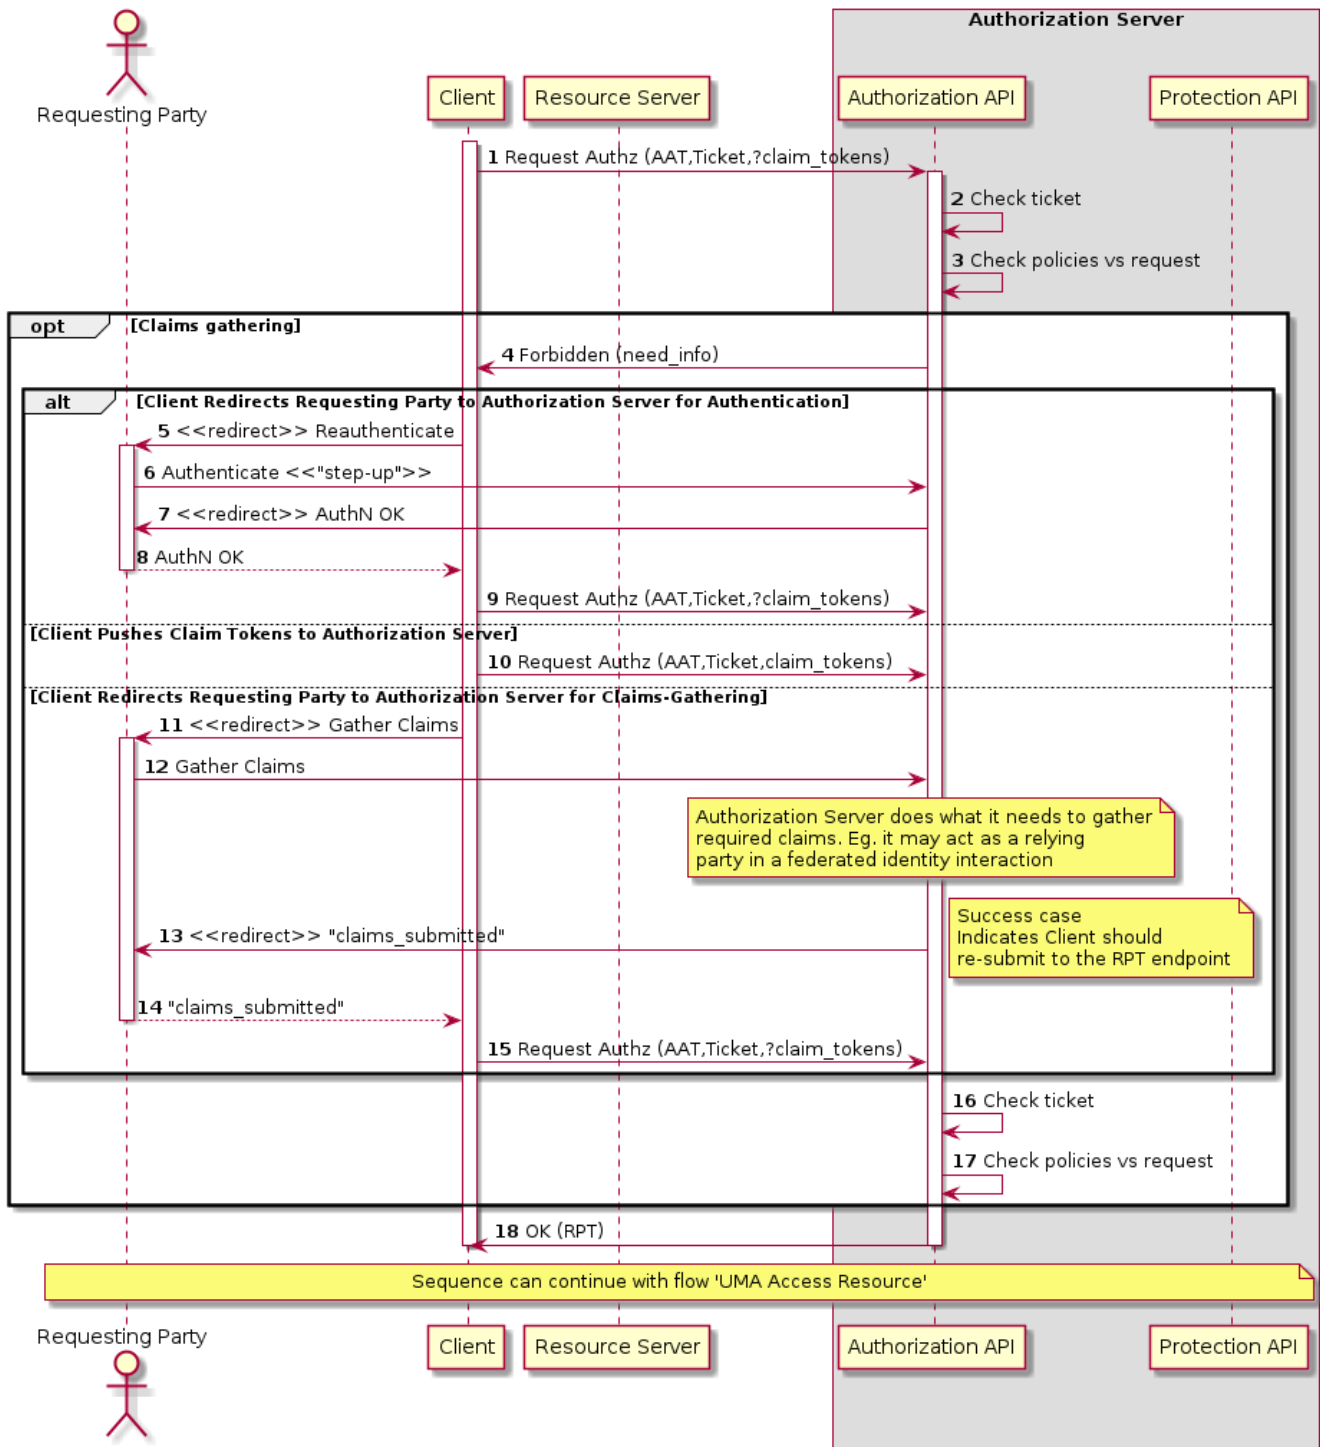 Authorization Server
Requesting Party
Client
Resource Server
Authorization API
Protection API
1 Request Authz (AAT,Ticket,?claim_tokens)
2 Check ticket
3 Check policies vs request
opt
[Claims gathering]
4 Forbidden (need_info)
alt
[Client Redirects Requesting Party to Authorization Server for Authentication]
5 <<redirect>> Reauthenticate
6 Authenticate <<"step-up">>
7 <<redirect>> AuthN OK
8 AuthN OK
9 Request Authz (AAT,Ticket,?claim_tokens)
[Client Pushes Claim Tokens to Authorization Server]
10 Request Authz (AAT,Ticket,claim_tokens)
[Client Redirects Requesting Party to Authorization Server for Claims-Gathering]
11 <<redirect>> Gather Claims
12 Gather Claims
Authorization Server does what it needs to gather
required claims. Eg. it may act as a relying
party in a federated identity interaction
13 <<redirect>> "claims_submitted"
Success case
Indicates Client should
re-submit to the RPT endpoint
14 "claims_submitted"
15 Request Authz (AAT,Ticket,?claim_tokens)
16 Check ticket
17 Check policies vs request
18 OK (RPT)
Sequence can continue with flow 'UMA Access Resource'
Requesting Party
Client
Resource Server
Authorization API
Protection API